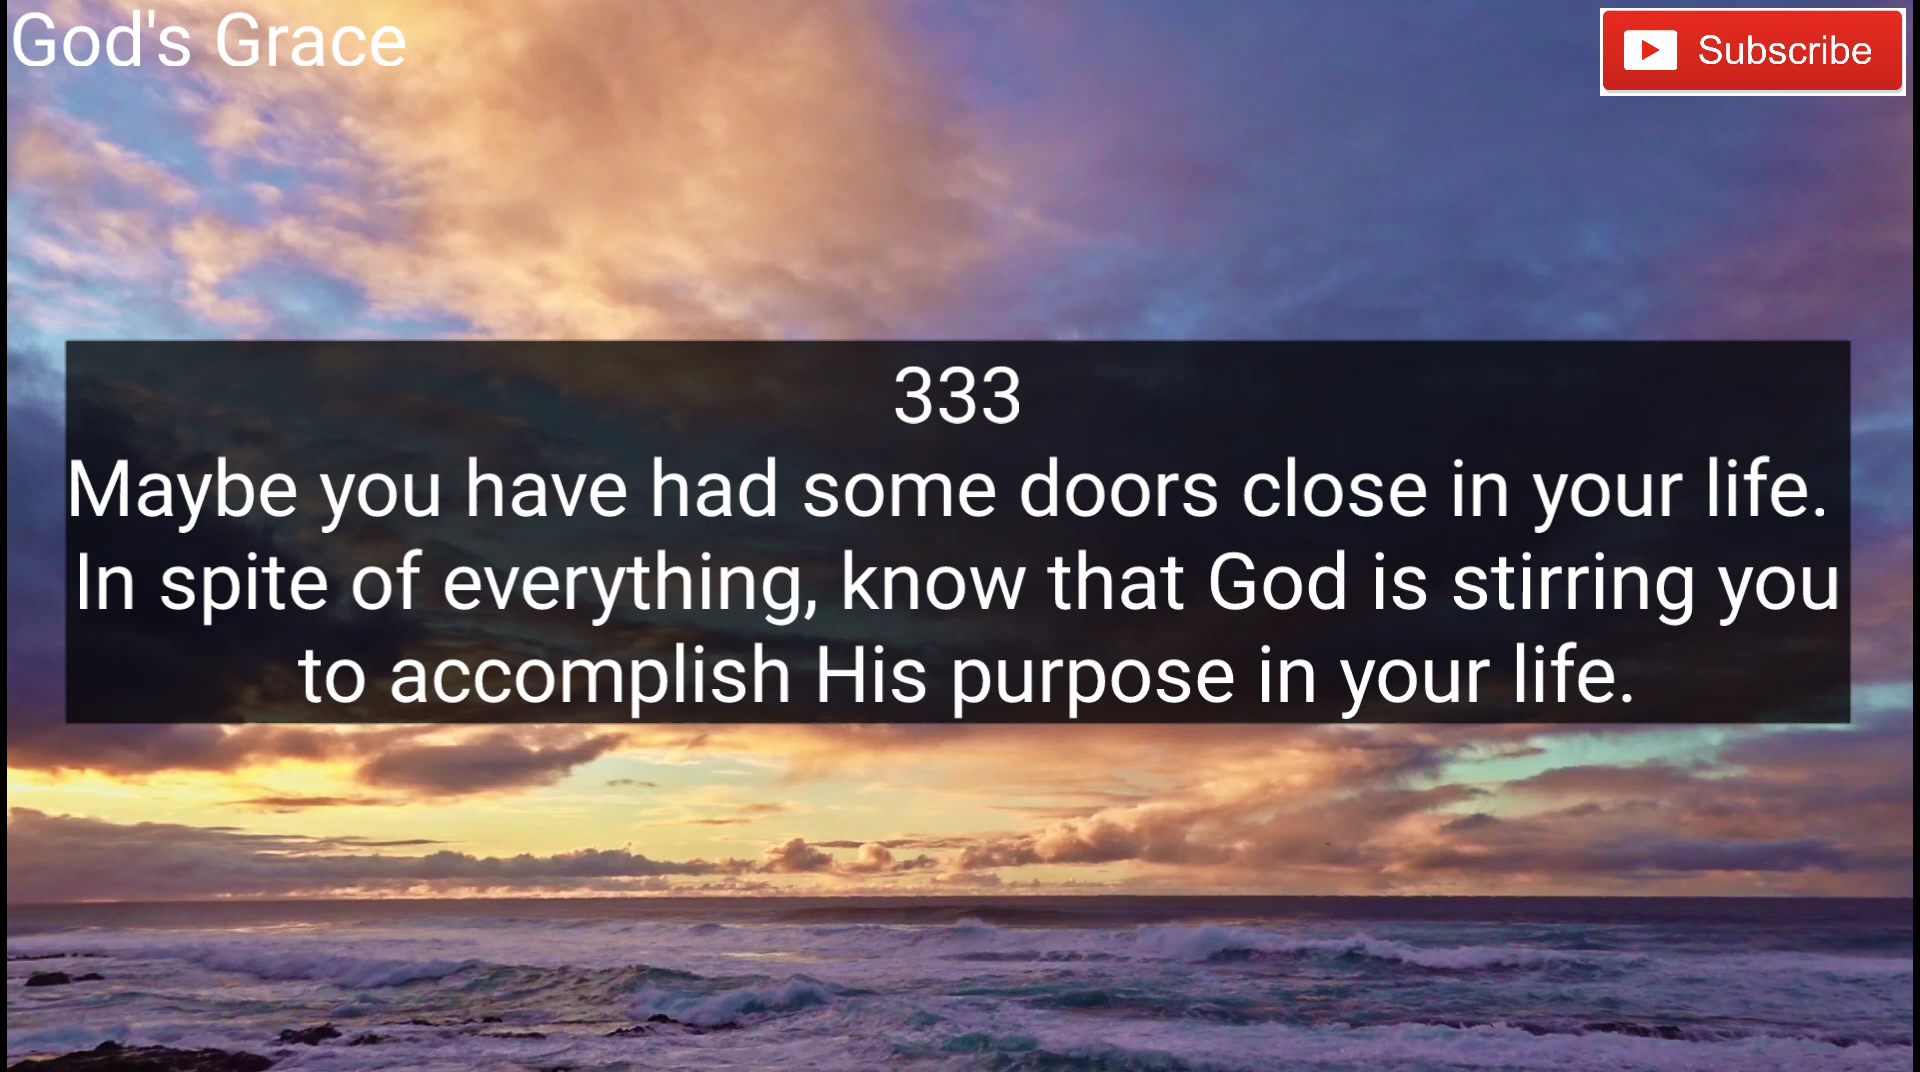 God's Grace
Subscribe
333
Maybe you have had some doors close in your life.
In spite of everything, know that God is stirring you
to accomplish His purpose in your life.